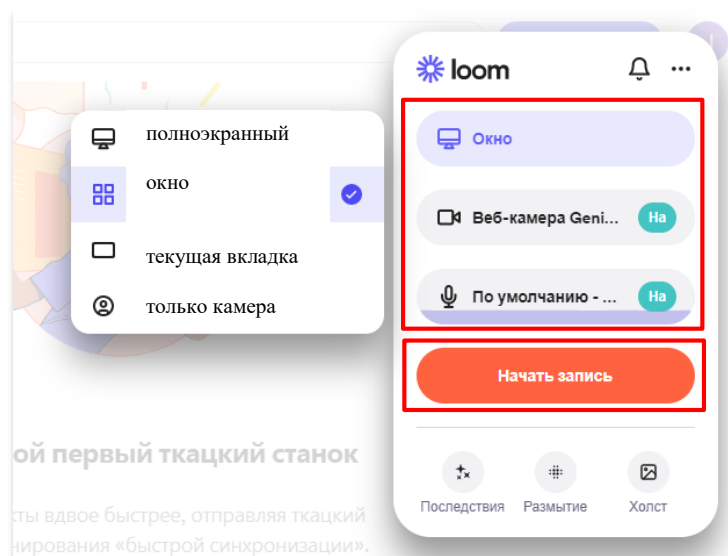 loom
полноэкранный
окно
текущая вкладка
только камера
Окно
Веб-камера Geni...
На
По умолчанию - ...
На
Начать запись
Последствия
Размытие
Холст
ой первый ткацкий станок
кты вдвое быстрее, отправляя ткацкий
нирования «быстрой синхронизации».